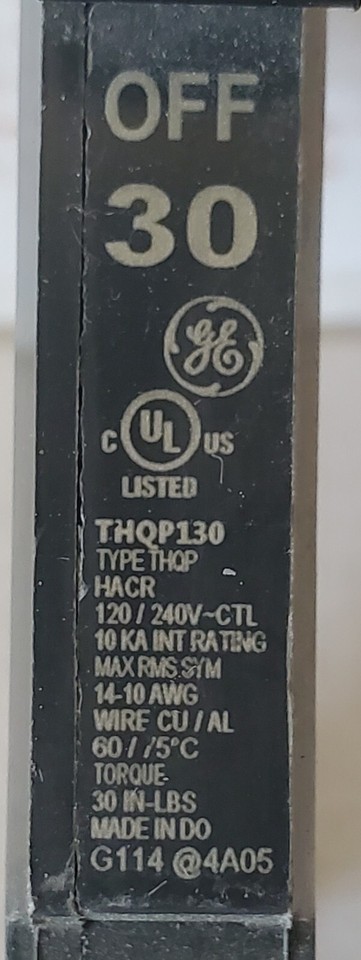 OFF
30
GE
C UL US
LISTED
THQP130
TYPE THQP
HACR
120 / 240V~CTL
10 KA INT RATING
MAX RMS SYM
14-10 AWG
WIRE CU / AL
60 / 75°C
TORQUE
30 IN-LBS
MADE IN DO
G114 @4A05